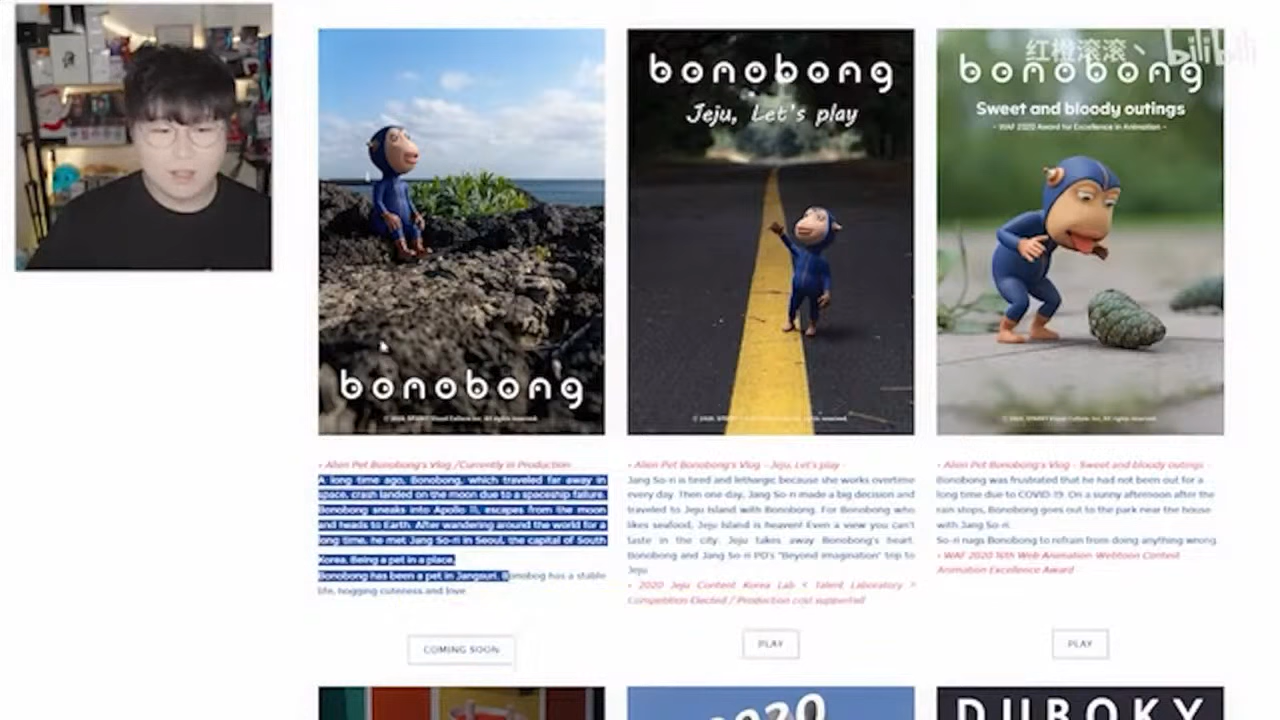 红橙滚滚丶 bilibili
bonobong
bonobong
Jeju, Let's play
bonobong
Sweet and bloody outings
- WAF 2020 Award for Excellence in Animation -
• Alien Pet Bonobong's Vlog /Currently in Production
A long time ago, Bonobong, which traveled far away in
space, crash landed on the moon due to a spaceship failure.
Bonobong sneaks into Apollo 11, escapes from the moon
and heads to Earth. After wandering around the world for a
long time, he met Jang So-ri in Seoul, the capital of South
Korea. Being a pet in a place,
Bonobong has been a pet in Jangsuri. Bonobog has a stable
life, hogging cuteness and love
COMING SOON
• Alien Pet Bonobong's Vlog - Jeju, Let's play -
Jang So-ri is tired and lethargic because she works overtime
every day. Then one day, Jang So-ri made a big decision and
traveled to Jeju Island with Bonobong. For Bonobong who
likes seafood, Jeju Island is heaven! Even a view you can't
taste in the city. Jeju takes away Bonobong's heart.
Bonobong and Jang So-ri PD's "Beyond imagination" trip to
Jeju
• 2020 Jeju Content Korea Lab < Talent Laboratory >
Competition Elected / Production cost supported
PLAY
• Alien Pet Bonobong's Vlog - Sweet and bloody outings -
Bonobong was frustrated that he had not been out for a
long time due to COVID-19. On a sunny afternoon after the
rain stops, Bonobong goes out to the park near the house
with Jang So-ri.
So-ri nags Bonobong to refrain from doing anything wrong.
• WAF 2020 16th Web Animation Webtoon Contest
Animation Excellence Award
PLAY
2020
DUROKY